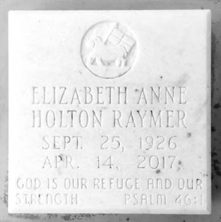 ELIZABETH ANNE
HOLTON RAYMER
SEPT. 25, 1926
APR. 14, 2017
GOD IS OUR REFUGE AND OUR
STRENGTH PSALM 46:1